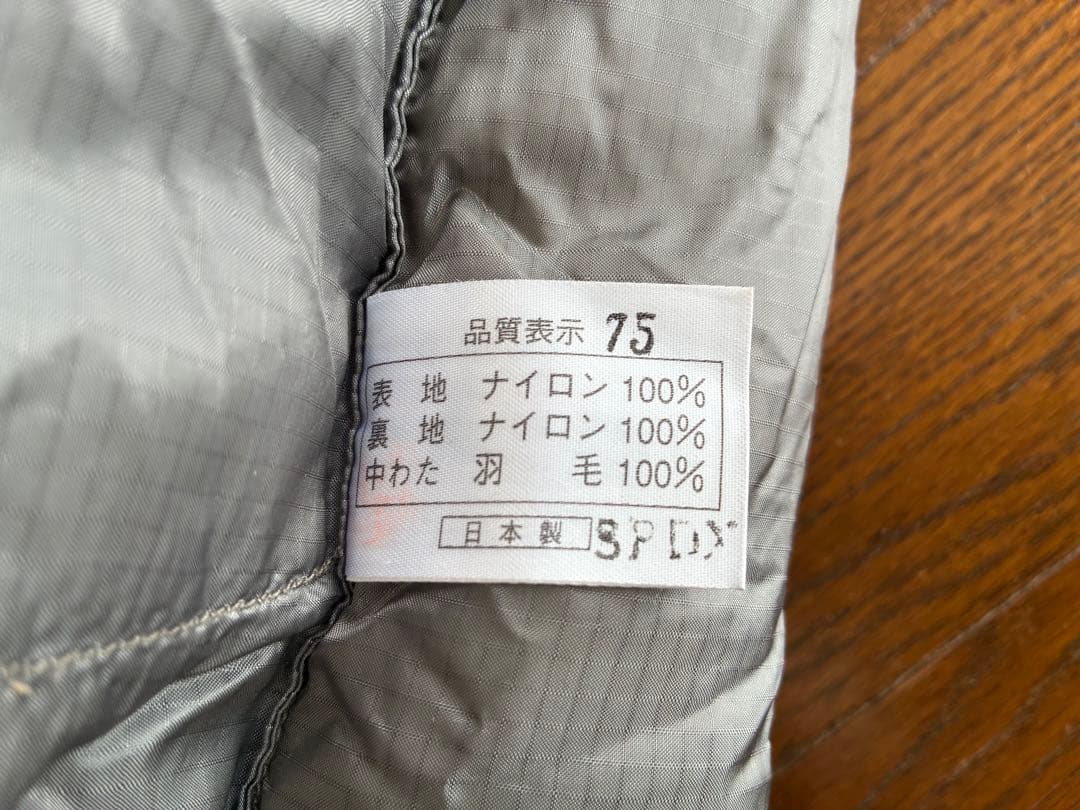 品質表示 75
表地 ナイロン 100%
裏地 ナイロン 100%
中わた 羽毛 100%
日本製 SPDX